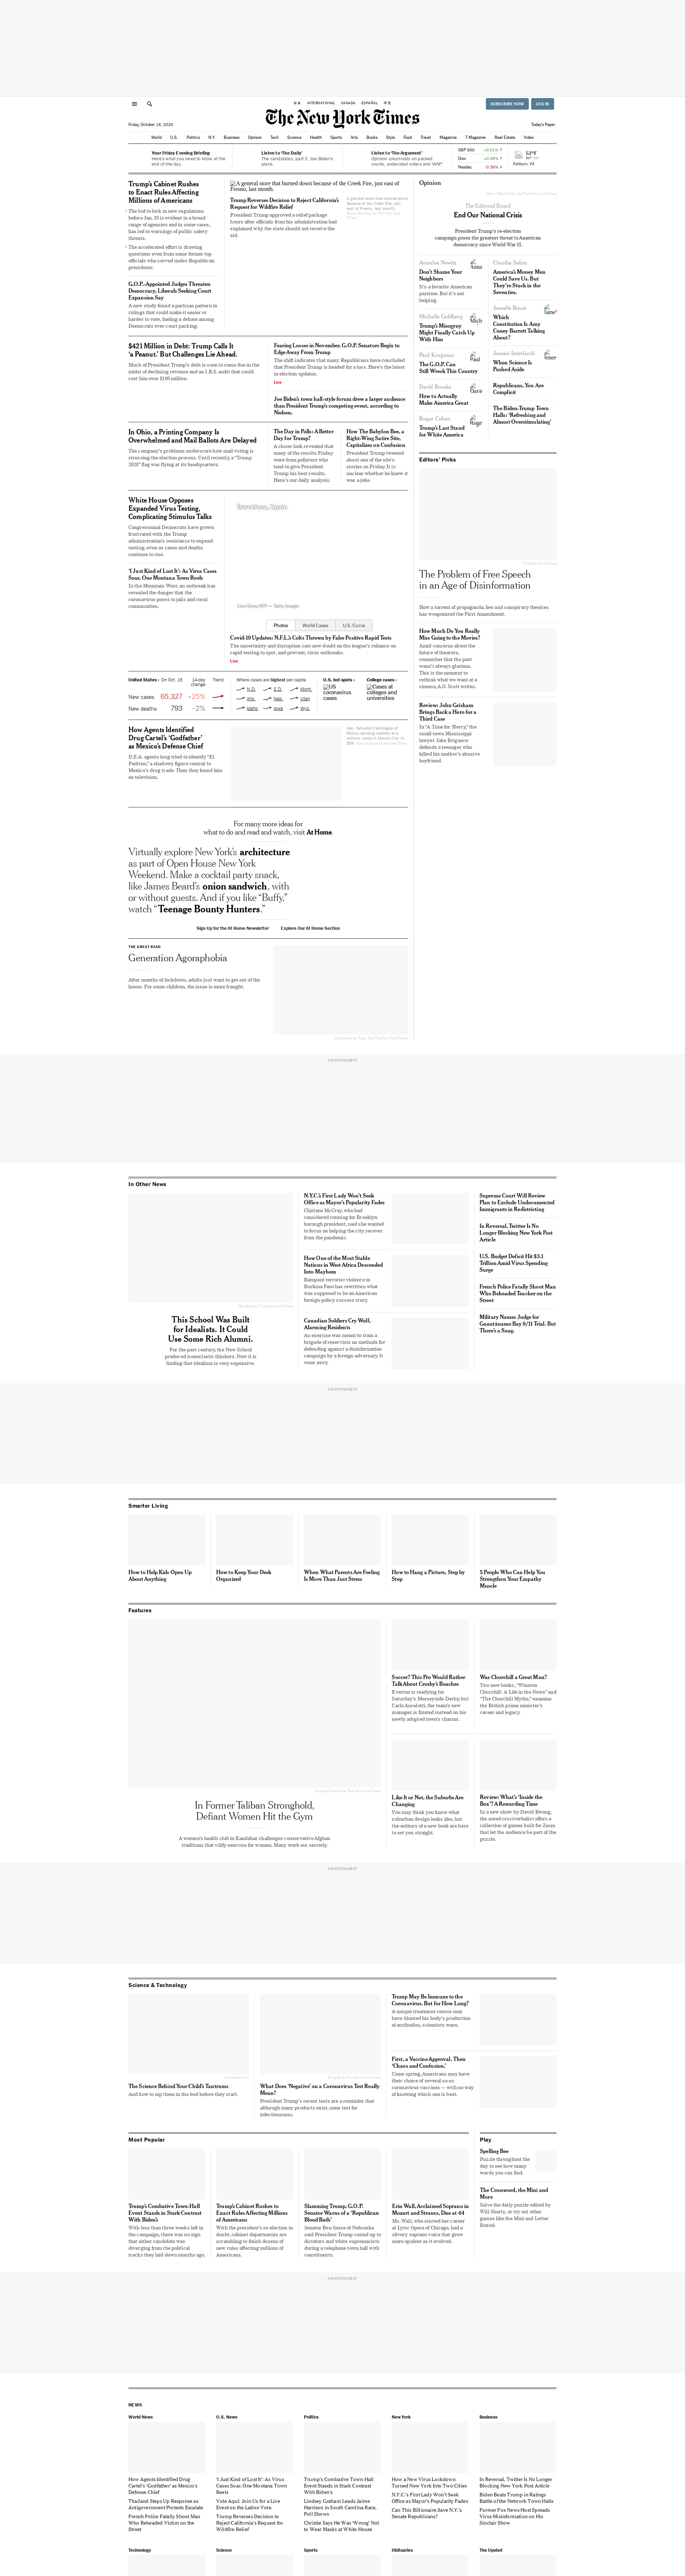 U.S. INTERNATIONAL CANADA ESPAÑOL 中文
SUBSCRIBE NOW LOG IN
The New York Times
Friday, October 16, 2020
Today's Paper
World U.S. Politics N.Y. Business Opinion Tech Science Health Sports Arts Books Style Food Travel Magazine T Magazine Real Estate Video
Your Friday Evening Briefing
Here's what you need to know at the
end of the day.
Listen to 'The Daily'
The candidates, part 2: Joe Biden's
plans.
Listen to 'The Argument'
Opinion columnists on packed
courts, undecided voters and "WAP."
S&P 500
Dow
Nasdaq
Ashburn, VA
Trump's Cabinet Rushes
to Enact Rules Affecting
Millions of Americans
The bid to lock in new regulations
before Jan. 20 is evident in a broad
range of agencies and in some cases,
has led to warnings of public safety
threats.
The accelerated effort is drawing
questions even from some former top
officials who served under Republican
presidents.
G.O.P.-Appointed Judges Threaten
Democracy, Liberals Seeking Court
Expansion Say
A new study found a partisan pattern in
rulings that could make it easier or
harder to vote, fueling a debate among
Democrats over court packing.
A general store that burned down because of the Creek Fire, just east of
Fresno, last month.
Trump Reverses Decision to Reject California's
Request for Wildfire Relief
President Trump approved a relief package
hours after officials from his administration had
explained why the state should not receive the
aid.
A general store that burned down
because of the Creek Fire, just
east of Fresno, last month.
$421 Million in Debt: Trump Calls It
'a Peanut.' But Challenges Lie Ahead.
Much of President Trump's debt is soon to come due in the
midst of declining revenues and an I.R.S. audit that could
cost him over $100 million.
Fearing Losses in November, G.O.P. Senators Begin to
Edge Away From Trump
The shift indicates that many Republicans have concluded
that President Trump is headed for a loss. Here's the latest
in election updates.
Live
Joe Biden's town hall-style forum drew a larger audience
than President Trump's competing event, according to
Nielsen.
In Ohio, a Printing Company Is
Overwhelmed and Mail Ballots Are Delayed
The company's problems underscore how mail voting is
stressing the election process. Until recently, a "Trump
2020" flag was flying at its headquarters.
The Day in Polls: A Better
Day for Trump?
A closer look revealed that
many of the results Friday
were from pollsters who
tend to give President
Trump his best results.
Here's our daily analysis.
How The Babylon Bee, a
Right-Wing Satire Site,
Capitalizes on Confusion
President Trump tweeted
about one of the site's
stories on Friday. It is
unclear whether he knew it
was a joke.
White House Opposes
Expanded Virus Testing,
Complicating Stimulus Talks
Congressional Democrats have grown
frustrated with the Trump
administration's resistance to expand
testing, even as cases and deaths
continue to rise.
'I Just Kind of Lost It': As Virus Cases
Soar, One Montana Town Reels
In the Mountain West, an outbreak has
revealed the danger that the
coronavirus poses to jails and rural
communities.
Barcelona, Spain
Photos World Cases U.S. Curve
Covid-19 Updates: N.F.L.'s Colts Thrown by False Positive Rapid Tests
The uncertainty and disruption cast new doubt on the league's reliance on
rapid testing to spot, and prevent, virus outbreaks.
Live
United States › On Oct. 15 14-day
change Trend
New cases 65,327 +25%
New deaths 793 –2%
Where cases are highest per capita
N.D. S.D. Mont.
Wis. Neb. Utah
Idaho Iowa Wyo.
U.S. hot spots ›
US
coronavirus
cases
College cases ›
Cases at
colleges and
universities
How Agents Identified
Drug Cartel's 'Godfather'
as Mexico's Defense Chief
D.E.A. agents long tried to identify "El
Padrino," a shadowy figure central to
Mexico's drug trade. Then they found him
on television.
For many more ideas for
what to do and read and watch, visit At Home.
Virtually explore New York's architecture
as part of Open House New York
Weekend. Make a cocktail party snack,
like James Beard's onion sandwich, with
or without guests. And if you like "Buffy,"
watch "Teenage Bounty Hunters."
Sign Up for the At Home Newsletter Explore Our At Home Section
THE GREAT READ
Generation Agoraphobia
After months of lockdown, adults just want to get out of the
house. For some children, the issue is more fraught.
Opinion
The Editorial Board
End Our National Crisis
President Trump's re-election
campaign poses the greatest threat to American
democracy since World War II.
Annalee Newitz
Don't Shame Your
Neighbors
It's a favorite American
pastime. But it's not
helping.
Michelle Goldberg
Trump's Misogyny
Might Finally Catch Up
With Him
Paul Krugman
The G.O.P. Can
Still Wreck This Country
David Brooks
How to Actually
Make America Great
Roger Cohen
Trump's Last Stand
for White America
Claudia Sahm
America's Money Men
Could Save Us. But
They're Stuck in the
Seventies.
Jamelle Bouie
Which
Constitution Is Amy
Coney Barrett Talking
About?
Jeneen Interlandi
When Science Is
Pushed Aside
Republicans, You Are
Complicit
The Biden-Trump Town
Halls: 'Refreshing and
Almost Overstimulating'
Editors' Picks
The Problem of Free Speech
in an Age of Disinformation
How a torrent of propaganda, lies and conspiracy theories
has weaponized the First Amendment.
How Much Do You Really
Miss Going to the Movies?
Amid concerns about the
future of theaters,
remember that the past
wasn't always glorious.
This is the moment to
rethink what we want at a
cinema, A.O. Scott writes.
Review: John Grisham
Brings Back a Hero for a
Third Case
In "A Time for Mercy," the
small-town Mississippi
lawyer Jake Brigance
defends a teenager who
killed his mother's abusive
boyfriend.
ADVERTISEMENT
In Other News
This School Was Built
for Idealists. It Could
Use Some Rich Alumni.
For the past century, the New School
produced iconoclastic thinkers. Now it is
finding that idealism is very expensive.
N.Y.C.'s First Lady Won't Seek
Office as Mayor's Popularity Fades
Chirlane McCray, who had
considered running for Brooklyn
borough president, said she wanted
to focus on helping the city recover
from the pandemic.
How One of the Most Stable
Nations in West Africa Descended
Into Mayhem
Rampant terrorist violence in
Burkina Faso has rewritten what
was supposed to be an American
foreign-policy success story.
Canadian Soldiers Cry Wolf,
Alarming Residents
An exercise was meant to train a
brigade of reservists on methods for
defending against a disinformation
campaign by a foreign adversary. It
went awry.
Supreme Court Will Review
Plan to Exclude Undocumented
Immigrants in Redistricting
In Reversal, Twitter Is No
Longer Blocking New York Post
Article
U.S. Budget Deficit Hit $3.1
Trillion Amid Virus Spending
Surge
French Police Fatally Shoot Man
Who Beheaded Teacher on the
Street
Military Names Judge for
Guantánamo Bay 9/11 Trial. But
There's a Snag.
ADVERTISEMENT
Smarter Living
How to Help Kids Open Up
About Anything
How to Keep Your Desk
Organized
When What Parents Are Feeling
Is More Than Just Stress
How to Hang a Picture, Step by
Step
5 People Who Can Help You
Strengthen Your Empathy
Muscle
Features
In Former Taliban Stronghold,
Defiant Women Hit the Gym
A women's health club in Kandahar challenges conservative Afghan
traditions that vilify exercise for women. Many work out secretly.
Soccer? This Pro Would Rather
Talk About Crosby's Beaches
Everton is readying for
Saturday's Merseyside Derby, but
Carlo Ancelotti, the team's new
manager, is fixated instead on his
newly adopted town's charms.
Was Churchill a Great Man?
Two new books, "Winston
Churchill: A Life in the News" and
"The Churchill Myths," examine
the British prime minister's
career and legacy.
Like It or Not, the Suburbs Are
Changing
You may think you know what
suburban design looks like, but
the authors of a new book are here
to set you straight.
Review: What's 'Inside the
Box'? A Rewarding Time
In a new show by David Kwong,
the noted cruciverbalist offers a
collection of games built for Zoom
that let the audience be part of the
puzzle.
ADVERTISEMENT
Science & Technology
The Science Behind Your Child's Tantrums
And how to nip them in the bud before they start.
What Does 'Negative' on a Coronavirus Test Really
Mean?
President Trump's recent tests are a reminder that
although many products exist, none test for
infectiousness.
Trump May Be Immune to the
Coronavirus. But for How Long?
A unique treatment course may
have blunted his body's production
of antibodies, scientists warn.
First, a Vaccine Approval. Then
'Chaos and Confusion.'
Come spring, Americans may have
their choice of several so-so
coronavirus vaccines — with no way
of knowing which one is best.
Most Popular
Trump's Combative Town-Hall
Event Stands in Stark Contrast
With Biden's
With less than three weeks left in
the campaign, there was no sign
that either candidate was
diverging from the political
tracks they laid down months ago.
Trump's Cabinet Rushes to
Enact Rules Affecting Millions
of Americans
With the president's re-election in
doubt, cabinet departments are
scrambling to finish dozens of
new rules affecting millions of
Americans.
Slamming Trump, G.O.P.
Senator Warns of a 'Republican
Blood Bath'
Senator Ben Sasse of Nebraska
said President Trump cozied up to
dictators and white supremacists
during a telephone town hall with
constituents.
Erin Wall, Acclaimed Soprano in
Mozart and Strauss, Dies at 44
Ms. Wall, who started her career
at Lyric Opera of Chicago, had a
silvery soprano voice that grew
more opulent as it evolved.
Play
Spelling Bee
Puzzle throughout the
day to see how many
words you can find.
The Crossword, the Mini and
More
Solve the daily puzzle edited by
Will Shortz, or try out other
games like the Mini and Letter
Boxed.
ADVERTISEMENT
NEWS
World News
How Agents Identified Drug
Cartel's 'Godfather' as Mexico's
Defense Chief
Thailand Steps Up Response as
Antigovernment Protests Escalate
French Police Fatally Shoot Man
Who Beheaded Victim on the
Street
U.S. News
'I Just Kind of Lost It': As Virus
Cases Soar, One Montana Town
Reels
Vote Aquí: Join Us for a Live
Event on the Latino Vote.
Trump Reverses Decision to
Reject California's Request for
Wildfire Relief
Politics
Trump's Combative Town-Hall
Event Stands in Stark Contrast
With Biden's
Lindsey Graham Leads Jaime
Harrison in South Carolina Race,
Poll Shows
Christie Says He Was 'Wrong' Not
to Wear Masks at White House
New York
How a New Virus Lockdown
Turned New York Into Two Cities
N.Y.C.'s First Lady Won't Seek
Office as Mayor's Popularity Fades
Can This Billionaire Save N.Y.'s
Senate Republicans?
Business
In Reversal, Twitter Is No Longer
Blocking New York Post Article
Biden Beats Trump in Ratings
Battle of the Network Town Halls
Former Fox News Host Spreads
Virus Misinformation on His
Sinclair Show
Technology Science Sports Obituaries The Upshot